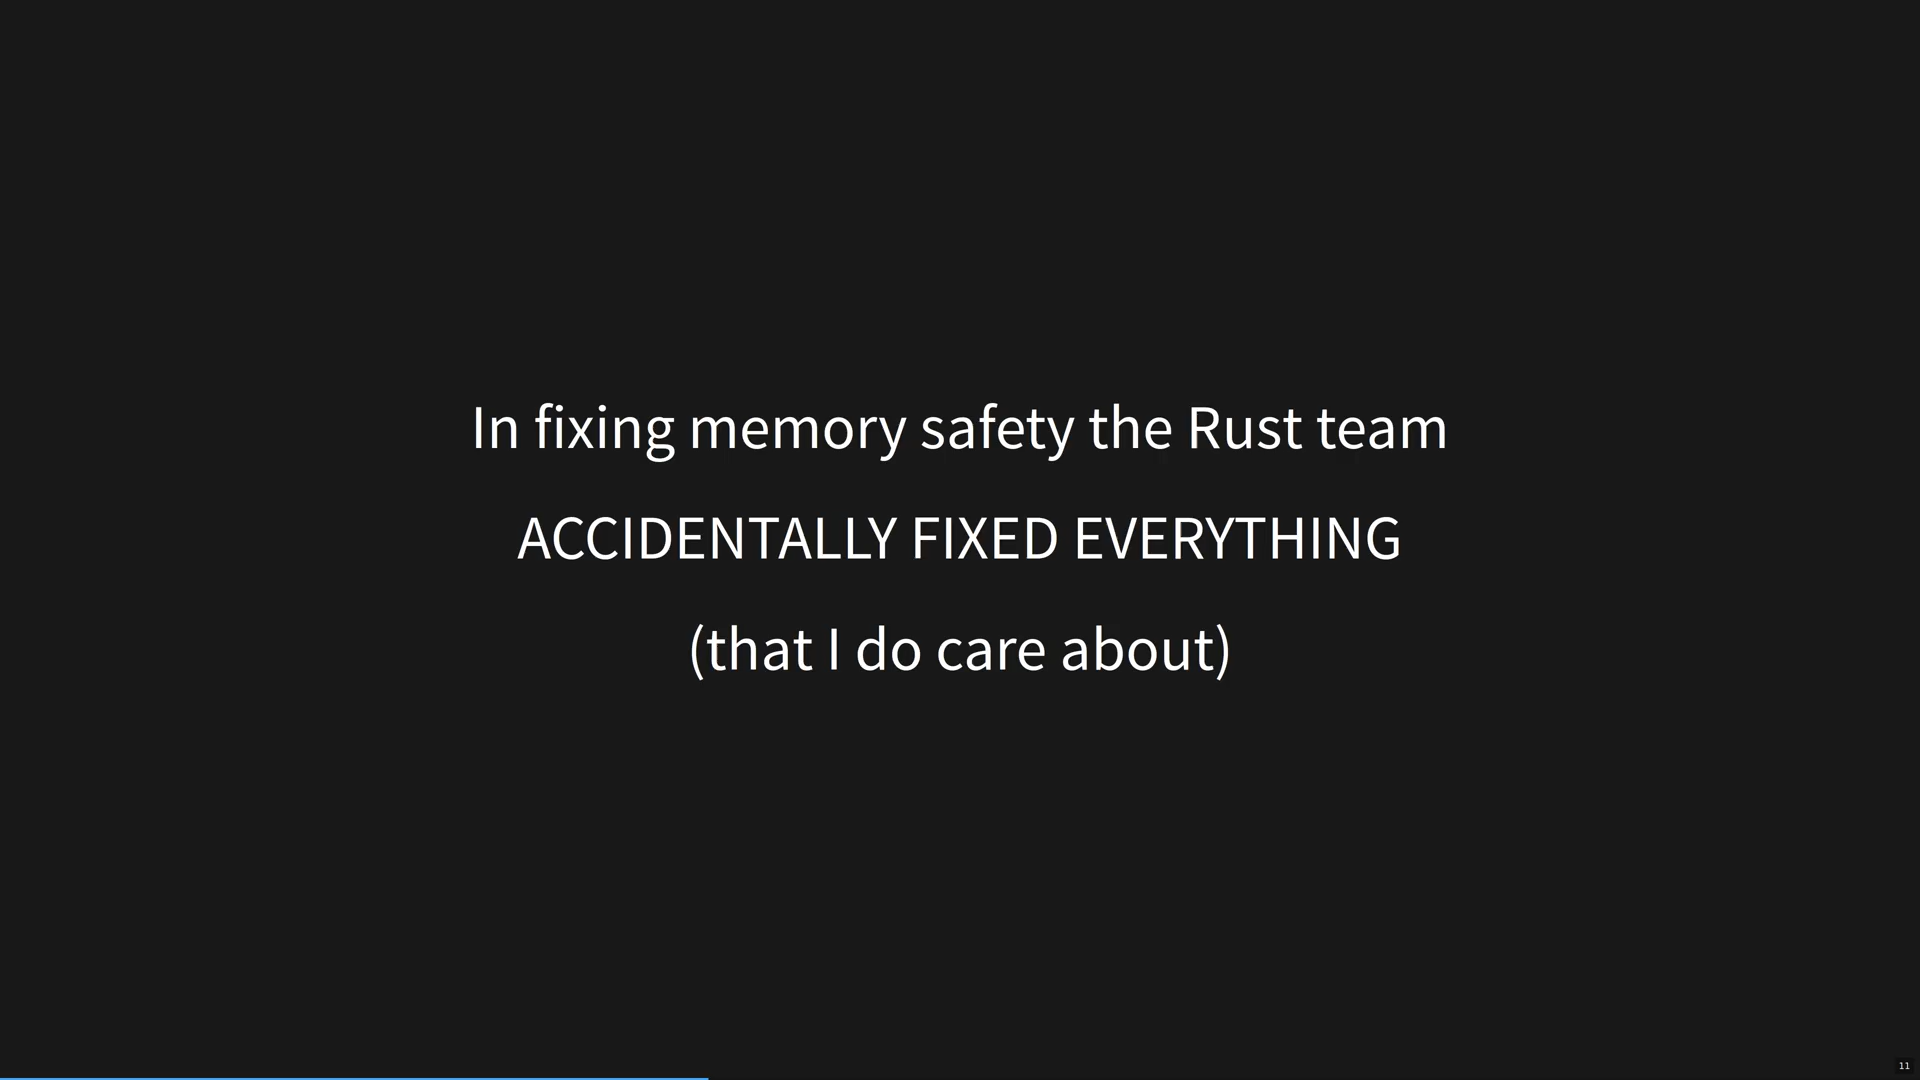 In fixing memory safety the Rust team
ACCIDENTALLY FIXED EVERYTHING
(that I do care about)
11